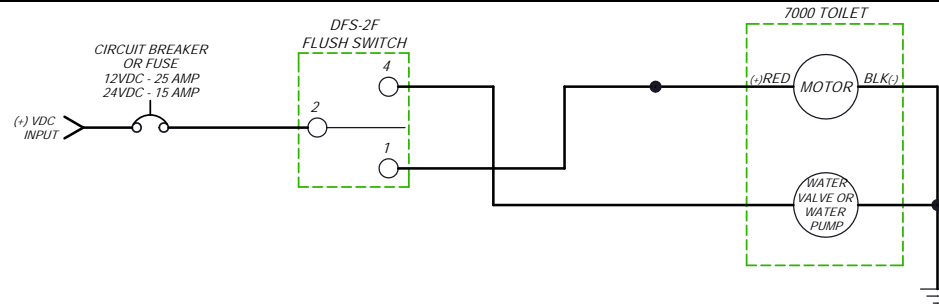 7000 TOILET
DFS-2F
FLUSH SWITCH
CIRCUIT BREAKER
OR FUSE
12VDC - 25 AMP
24VDC - 15 AMP
4
(+)RED
MOTOR
BLK(-)
2
(+) VDC
INPUT
1
WATER
VALVE OR
WATER
PUMP